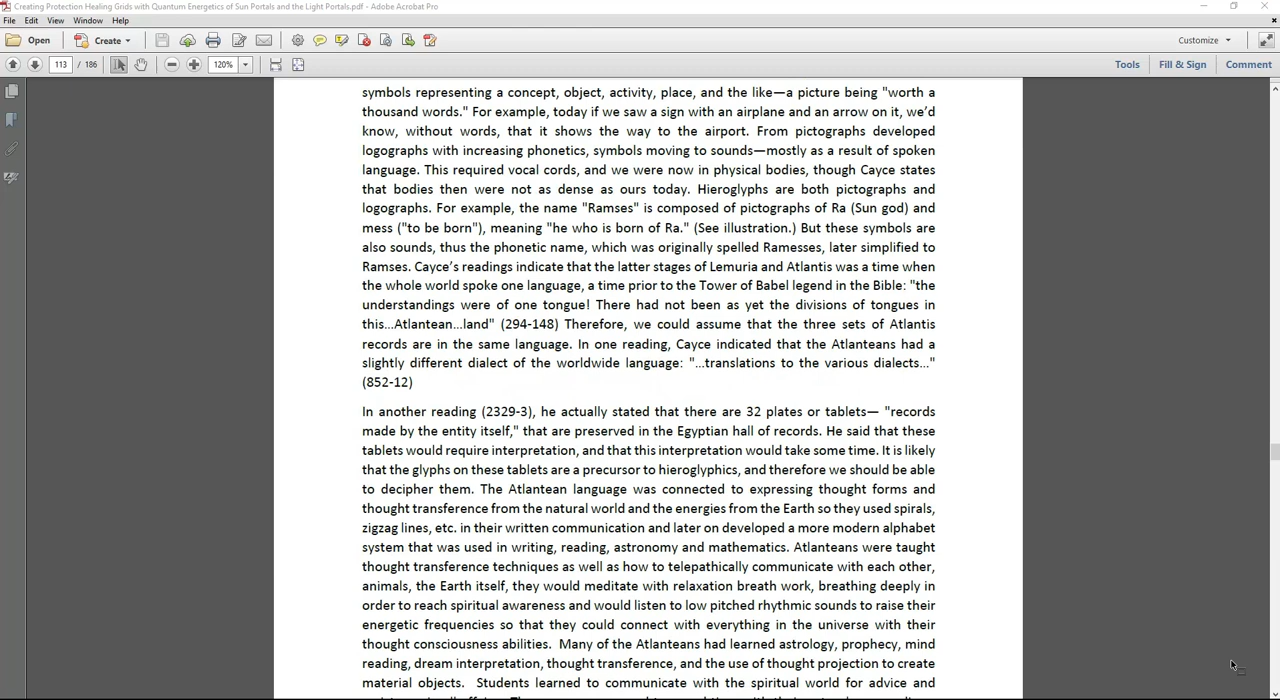 Creating Protection Healing Grids with Quantum Energetics of Sun Portals and the Light Portals.pdf - Adobe Acrobat Pro
File Edit View Window Help
Open Create Customize
113 / 186 120% Tools Fill & Sign Comment
symbols representing a concept, object, activity, place, and the like—a picture being "worth a
thousand words." For example, today if we saw a sign with an airplane and an arrow on it, we'd
know, without words, that it shows the way to the airport. From pictographs developed
logographs with increasing phonetics, symbols moving to sounds—mostly as a result of spoken
language. This required vocal cords, and we were now in physical bodies, though Cayce states
that bodies then were not as dense as ours today. Hieroglyphs are both pictographs and
logographs. For example, the name "Ramses" is composed of pictographs of Ra (Sun god) and
mess ("to be born"), meaning "he who is born of Ra." (See illustration.) But these symbols are
also sounds, thus the phonetic name, which was originally spelled Ramesses, later simplified to
Ramses. Cayce's readings indicate that the latter stages of Lemuria and Atlantis was a time when
the whole world spoke one language, a time prior to the Tower of Babel legend in the Bible: "the
understandings were of one tongue! There had not been as yet the divisions of tongues in
this...Atlantean...land" (294-148) Therefore, we could assume that the three sets of Atlantis
records are in the same language. In one reading, Cayce indicated that the Atlanteans had a
slightly different dialect of the worldwide language: "...translations to the various dialects..."
(852-12)
In another reading (2329-3), he actually stated that there are 32 plates or tablets— "records
made by the entity itself," that are preserved in the Egyptian hall of records. He said that these
tablets would require interpretation, and that this interpretation would take some time. It is likely
that the glyphs on these tablets are a precursor to hieroglyphics, and therefore we should be able
to decipher them. The Atlantean language was connected to expressing thought forms and
thought transference from the natural world and the energies from the Earth so they used spirals,
zigzag lines, etc. in their written communication and later on developed a more modern alphabet
system that was used in writing, reading, astronomy and mathematics. Atlanteans were taught
thought transference techniques as well as how to telepathically communicate with each other,
animals, the Earth itself, they would meditate with relaxation breath work, breathing deeply in
order to reach spiritual awareness and would listen to low pitched rhythmic sounds to raise their
energetic frequencies so that they could connect with everything in the universe with their
thought consciousness abilities. Many of the Atlanteans had learned astrology, prophecy, mind
reading, dream interpretation, thought transference, and the use of thought projection to create
material objects. Students learned to communicate with the spiritual world for advice and